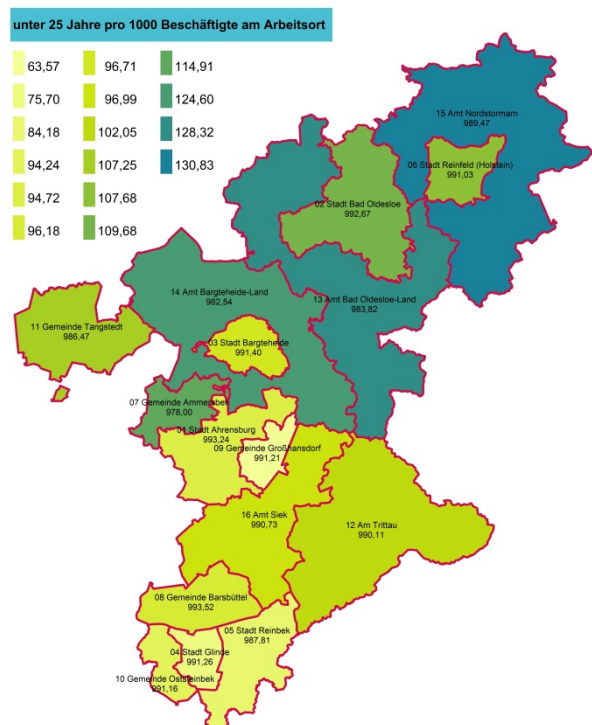 unter 25 Jahre pro 1000 Beschäftigte am Arbeitsort
63,57
75,70
84,18
94,24
94,72
96,18
96,71
96,99
102,05
107,25
107,68
109,68
114,91
124,60
128,32
130,83
15 Amt Nordstormarn
989,47
06 Stadt Reinfeld (Holstein)
991,03
02 Stadt Bad Oldesloe
992,67
14 Amt Bargteheide-Land
982,54
13 Amt Bad Oldesloe-Land
983,82
11 Gemeinde Tangstedt
986,47
03 Stadt Bargteheide
991,40
07 Gemeinde Ammersbek
978,00
01 Stadt Ahrensburg
993,24
09 Gemeinde Großhansdorf
991,21
16 Amt Siek
990,73
12 Am Trittau
990,11
08 Gemeinde Barsbüttel
993,52
05 Stadt Reinbek
987,81
04 Stadt Glinde
991,26
10 Gemeinde Oststeinbek
991,16